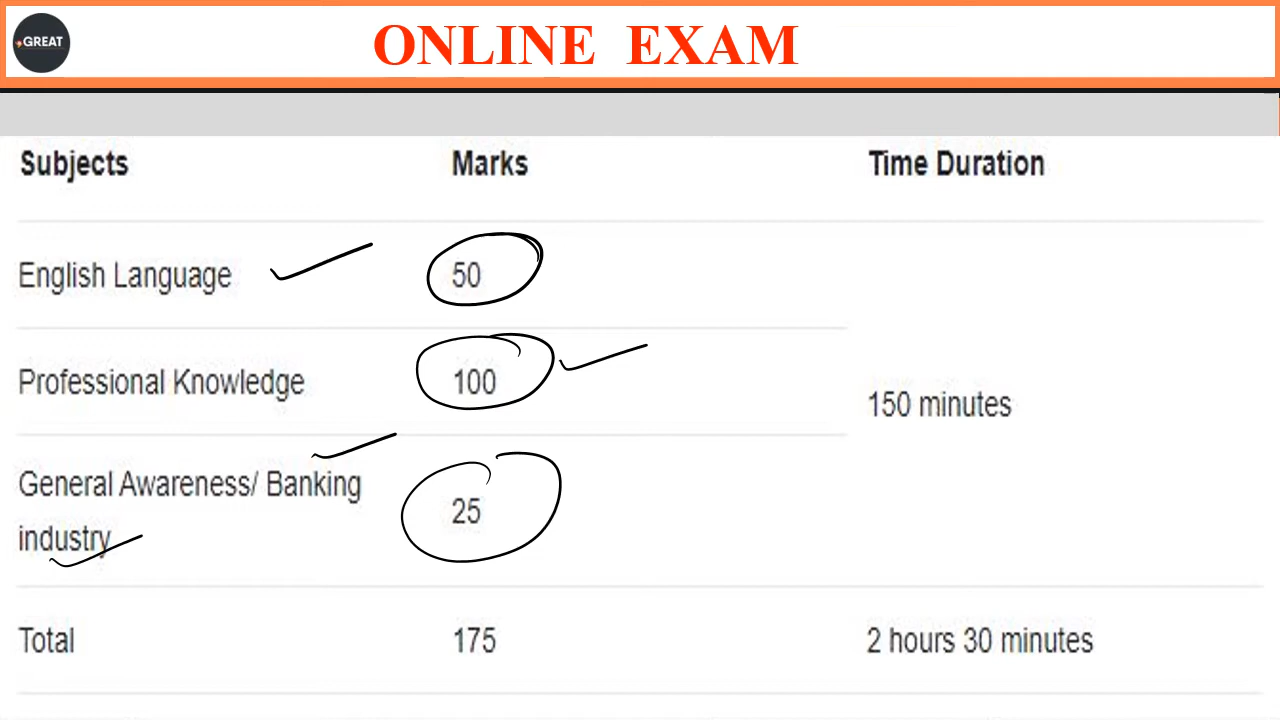 GREAT
ONLINE EXAM
Subjects Marks Time Duration
English Language 50
Professional Knowledge 100
150 minutes
General Awareness/ Banking
industry 25
Total 175 2 hours 30 minutes